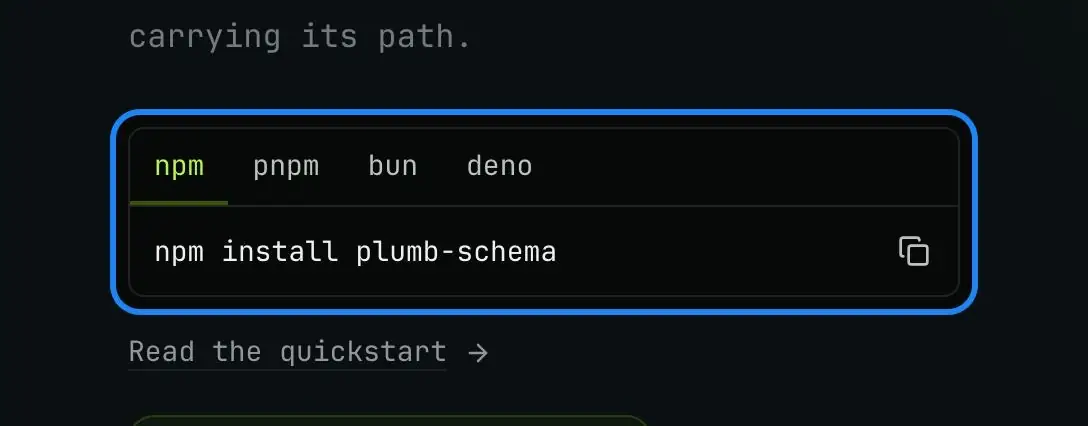 carrying its path.
npm pnpm bun deno
npm install plumb-schema
Read the quickstart →